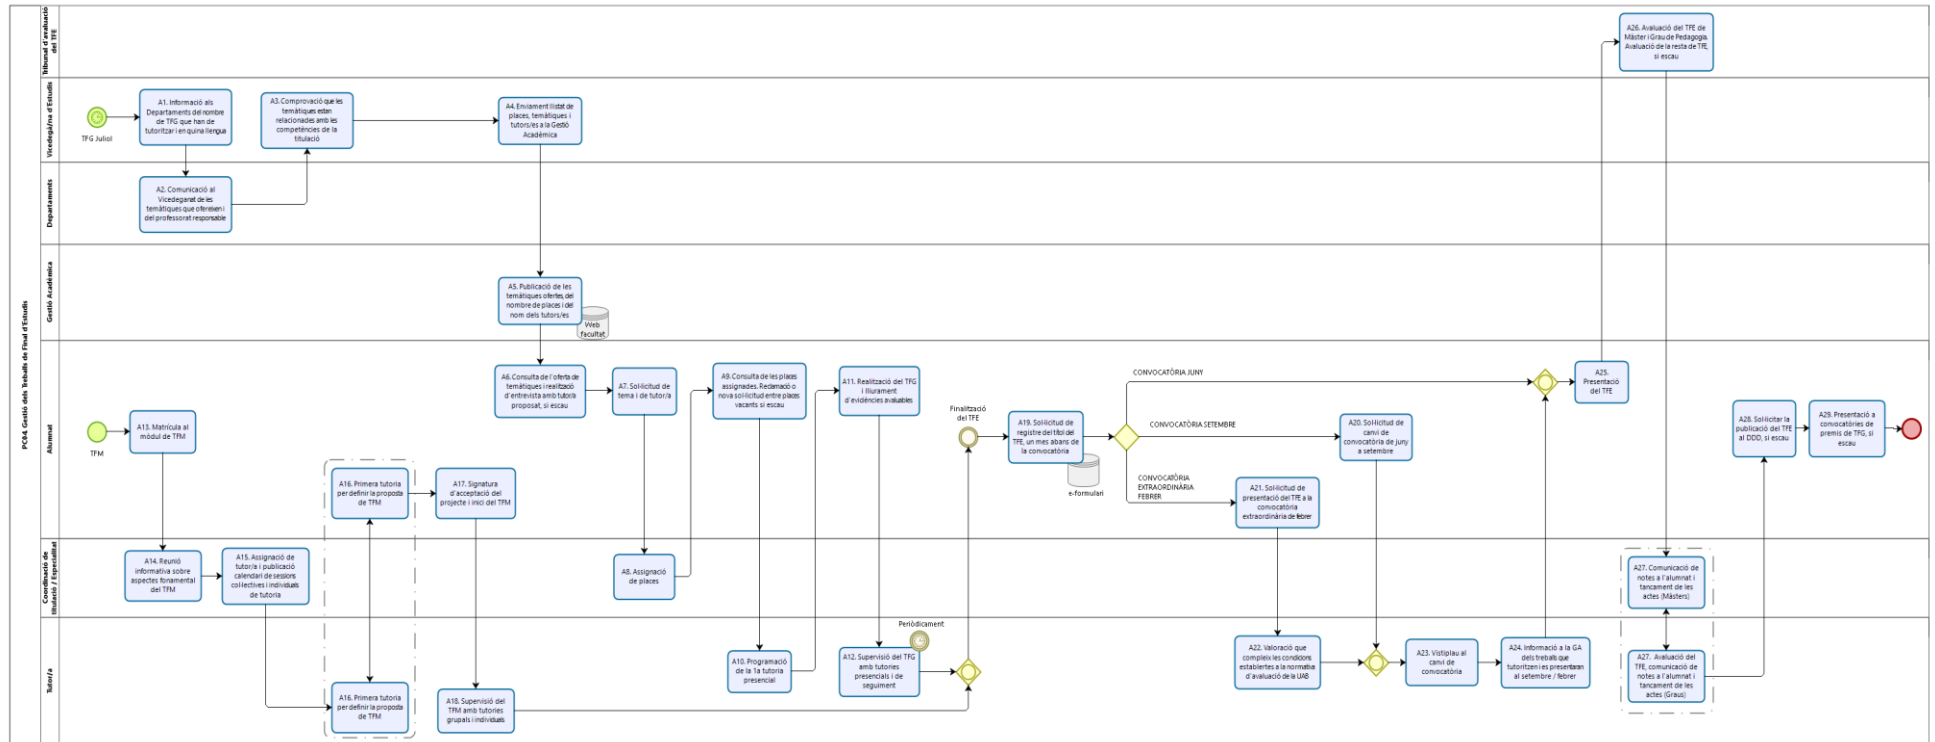 PC04. Gestió dels Treballs de Final d'Estudis
Tribunal d'avaluació
del TFE
A26. Avaluació del TFE de
Màster i Grau de Pedagogia.
Avaluació de la resta de TFE,
si escau
Vicedegà/na d'Estudis
TFG Juliol
A1. Informació als
Departaments del nombre
de TFG que han de
tutoritzar i en quina llengua
A3. Comprovació que les
temàtiques estan
relacionades amb les
competències de la
titulació
A4. Enviament llistat de
places, temàtiques i
tutors/es a la Gestió
Acadèmica
Departaments
A2. Comunicació al
Vicedeganat de les
temàtiques que ofereixen i
del professorat responsable
Gestió Acadèmica
A5. Publicació de les
temàtiques ofertes, del
nombre de places i del
nom dels tutors/es
Web
facultat
Alumnat
A6. Consulta de l'oferta de
temàtiques i realització
d'entrevista amb tutor/a
proposat, si escau
A7. Sol·licitud de
tema i de tutor/a
A9. Consulta de les places
assignades. Reclamació o
nova sol·licitud entre places
vacants si escau
A11. Realització del TFG
i lliurament
d'evidències avaluables
TFM
A13. Matrícula al
mòdul de TFM
A16. Primera tutoria
per definir la proposta
de TFM
A17. Signatura
d'acceptació del
projecte i inici del TFM
Finalització
del TFE
A19. Sol·licitud de
registre del títol del
TFE, un mes abans de
la convocatòria
e-formulari
CONVOCATÒRIA JUNY
CONVOCATÒRIA SETEMBRE
CONVOCATÒRIA
EXTRAORDINÀRIA
FEBRER
A20. Sol·licitud de
canvi de
convocatòria de juny
a setembre
A21. Sol·licitud de
presentació del TFE a la
convocatòria
extraordinària de febrer
A25.
Presentació
del TFE
A28. Sol·licitar la
publicació del TFE
al DDD, si escau
A29. Presentació a
convocatòries de
premis de TFG, si
escau
Coordinació de
titulació / Especialitat
A14. Reunió
informativa sobre
aspectes fonamental
del TFM
A15. Assignació de
tutor/a i publicació
calendari de sessions
col·lectives i individuals
de tutoria
A8. Assignació
de places
A27. Comunicació de
notes a l'alumnat i
tancament de les
actes (Màsters)
Tutor/a
A16. Primera tutoria
per definir la proposta
de TFM
A18. Supervisió del
TFM amb tutories
grupals i individuals
A10. Programació
de la 1a tutoria
presencial
Periòdicament
A12. Supervisió del TFG
amb tutories
presencials i de
seguiment
A22. Valoració que
compleix les condicions
establertes a la normativa
d'avaluació de la UAB
A23. Vistiplau al
canvi de
convocatòria
A24. Informació a la GA
dels treballs que
tutoritzen i es presentaran
al setembre / febrer
A27. Avaluació del
TFE, comunicació de
notes a l'alumnat i
tancament de les
actes (Graus)